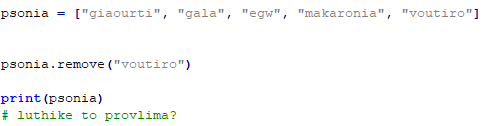 psonia = ["giaourti", "gala", "egw", "makaronia", "voutiro"]
psonia.remove("voutiro")
print(psonia)
# luthike to provlima?